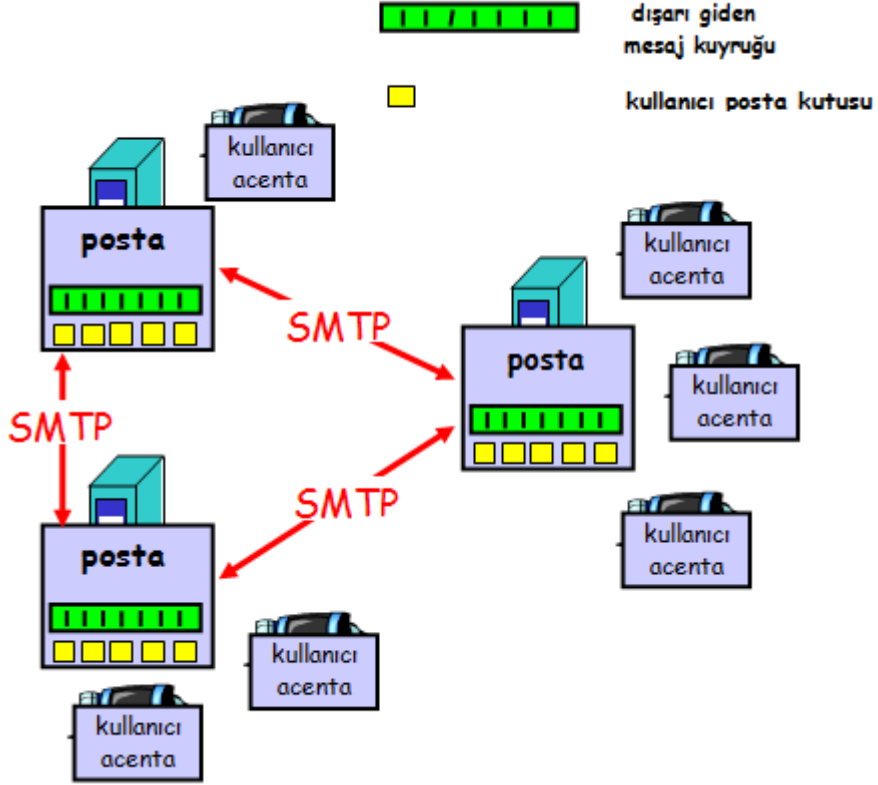 dışarı giden
mesaj kuyruğu
kullanıcı posta kutusu
kullanıcı
acenta
posta
kullanıcı
acenta
SMTP
posta
kullanıcı
acenta
SMTP
posta
SMTP
kullanıcı
acenta
kullanıcı
acenta
kullanıcı
acenta